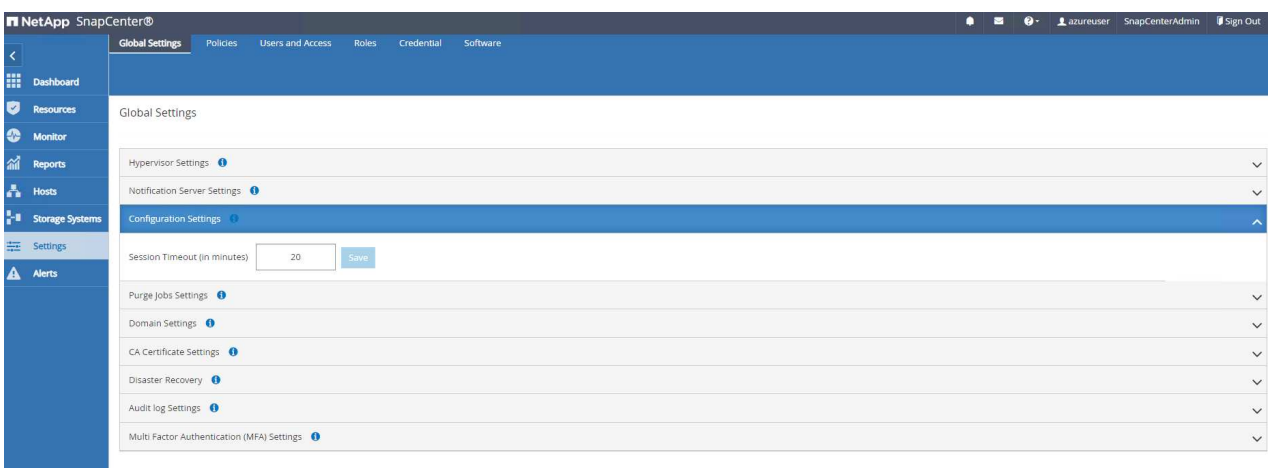 NetApp SnapCenter®
azureuser SnapCenterAdmin Sign Out
Global Settings Policies Users and Access Roles Credential Software
Dashboard
Resources
Monitor
Reports
Hosts
Storage Systems
Settings
Alerts
Global Settings
Hypervisor Settings
Notification Server Settings
Configuration Settings
Session Timeout (in minutes) 20 Save
Purge Jobs Settings
Domain Settings
CA Certificate Settings
Disaster Recovery
Audit log Settings
Multi Factor Authentication (MFA) Settings